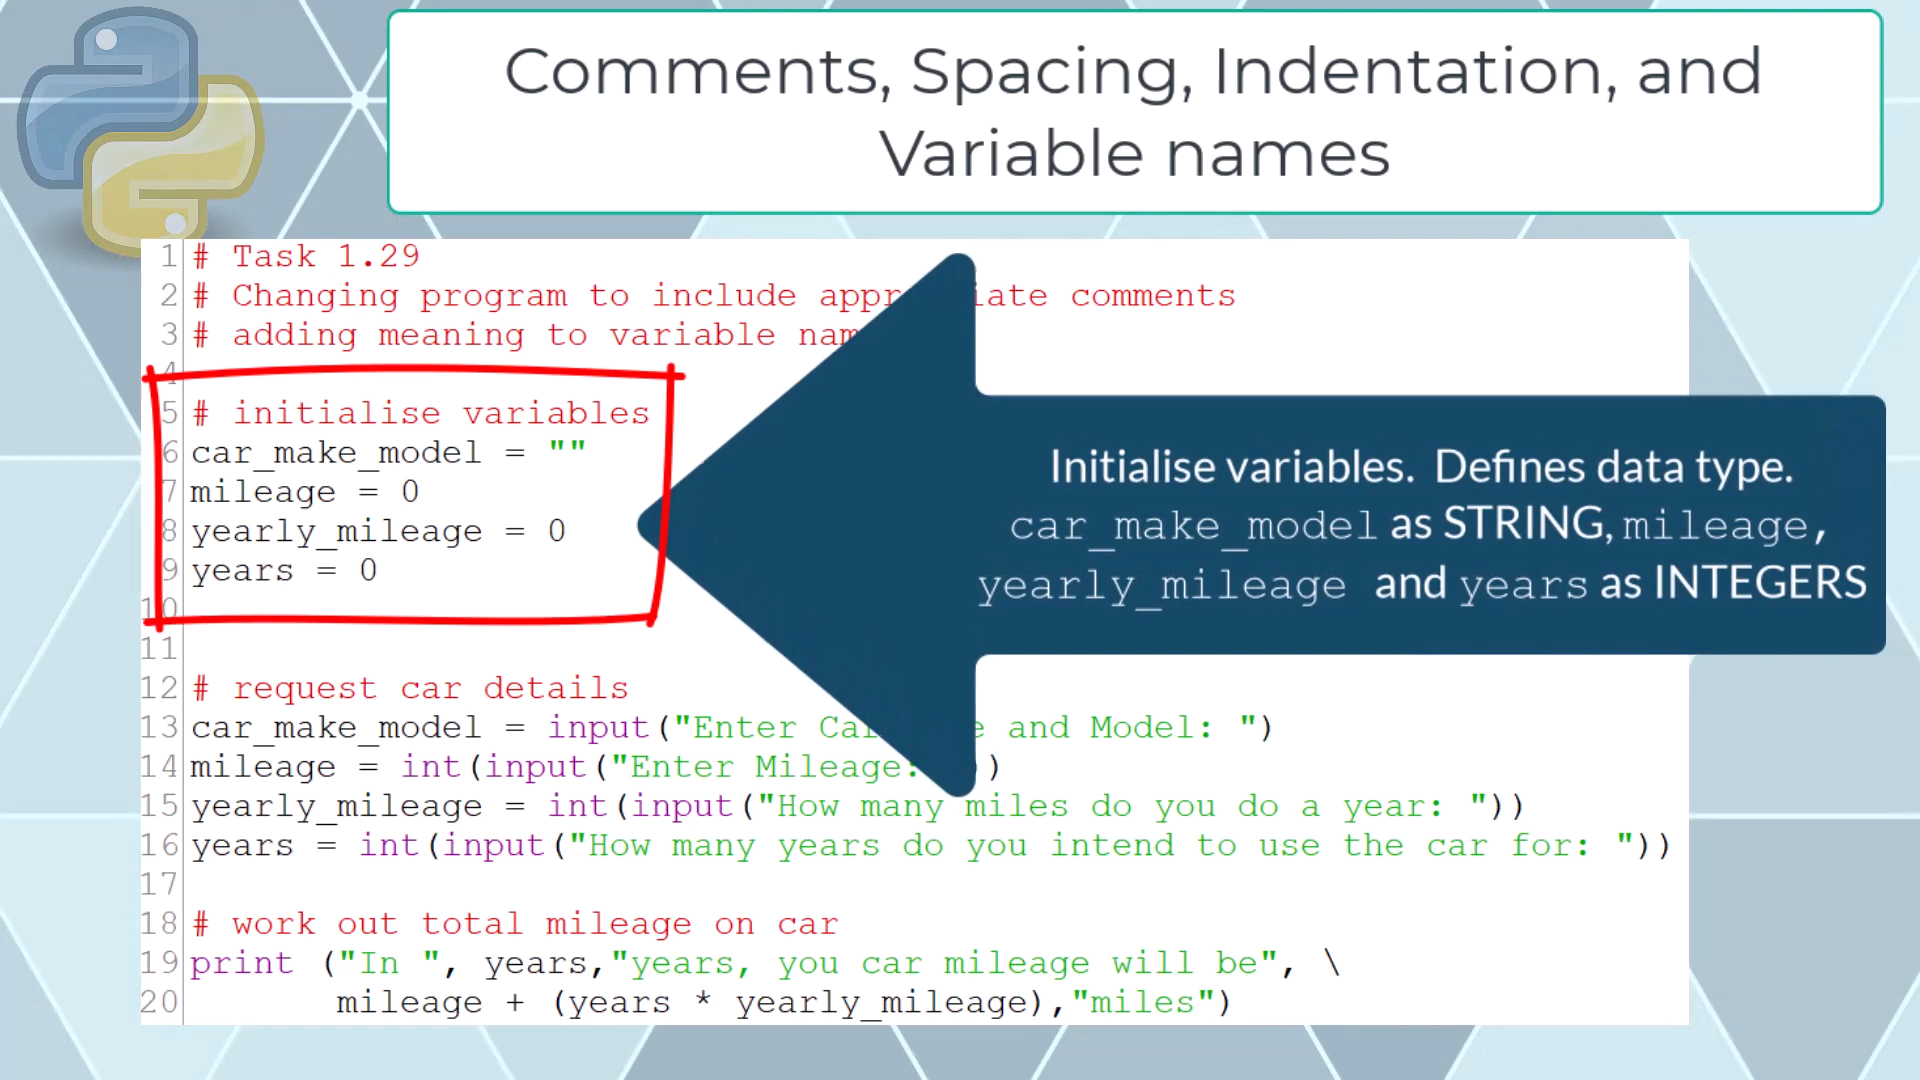 Comments, Spacing, Indentation, and
Variable names
1 # Task 1.29
2 # Changing program to include comments
3 # adding meaning to variable
4
5 # initialise variables
6 car_make_model = ""
7 mileage = 0
8 yearly_mileage = 0
9 years = 0
10
11
Initialise variables. Defines data type.
car_make_model as STRING, mileage,
yearly_mileage and years as INTEGERS
12 # request car details
13 car_make_model = input("Enter and Model: ")
14 mileage = int(input("Enter Mileage: ))
15 yearly_mileage = int(input("How many miles do you do a year: "))
16 years = int(input("How many years do you intend to use the car for: "))
17
18 # work out total mileage on car
19 print ("In ", years,"years, you car mileage will be", \
20 mileage + (years * yearly_mileage),"miles")